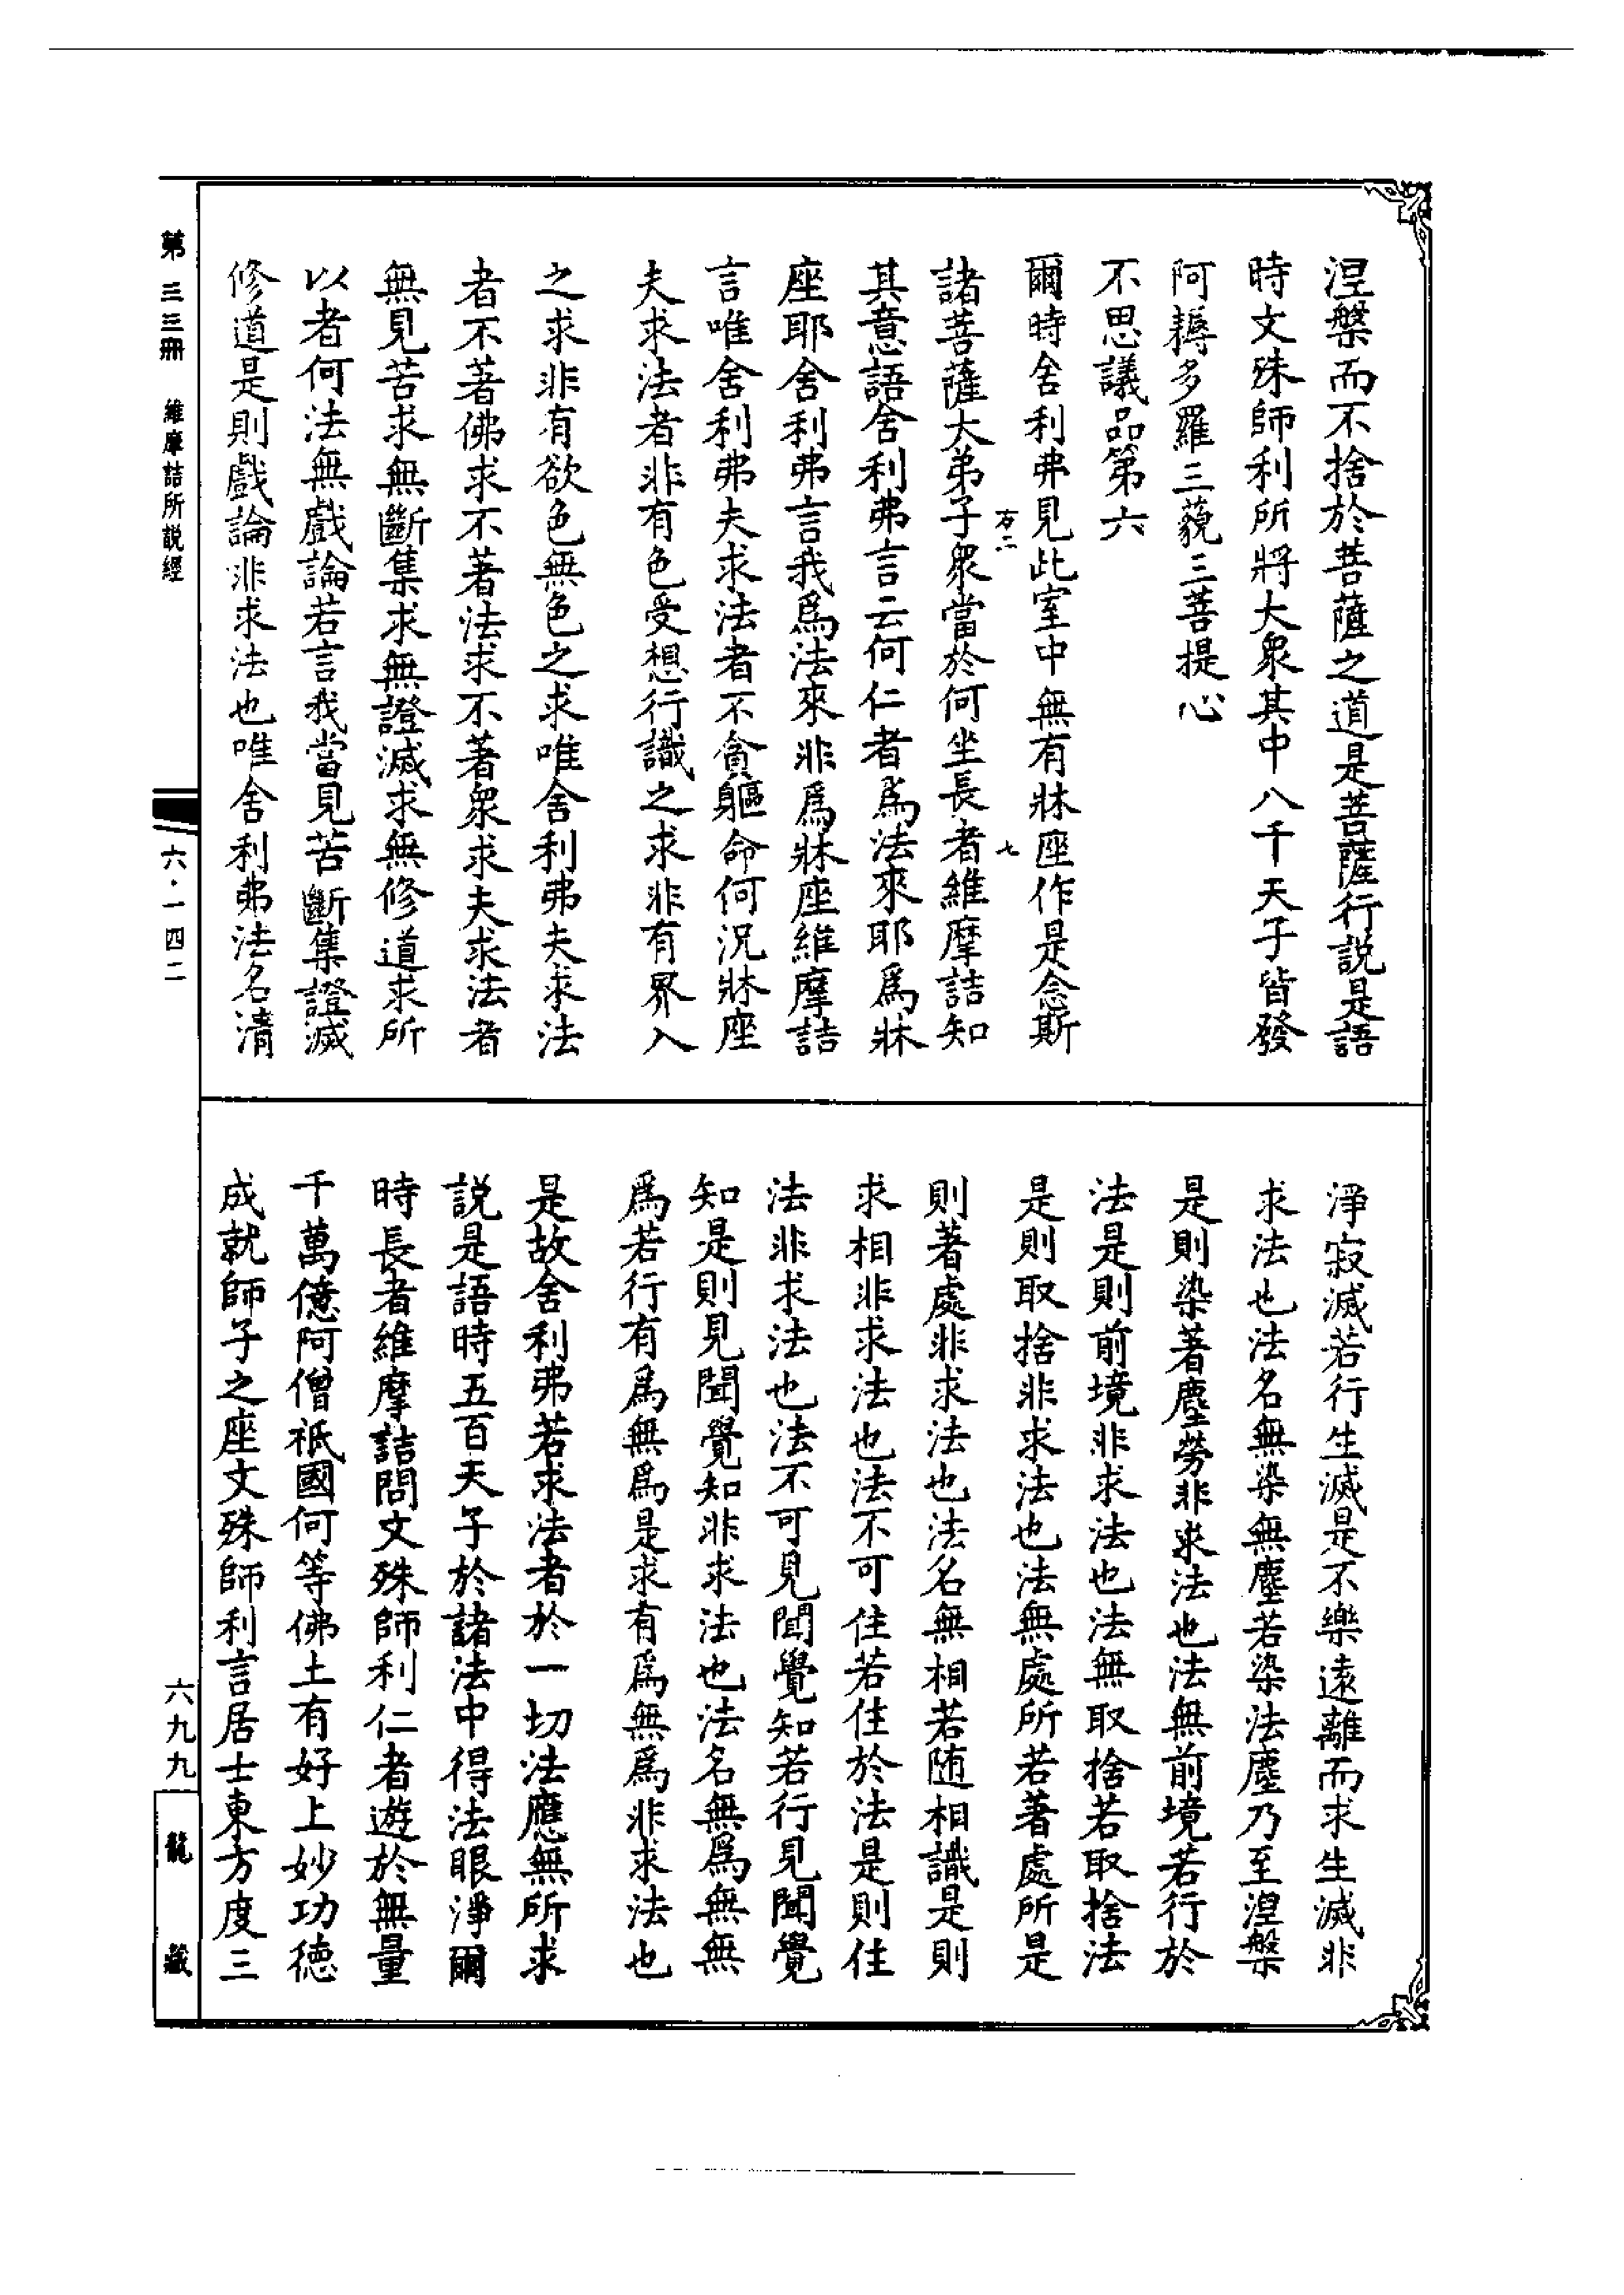 涅槃而不捨於菩薩之道是菩薩行說是語
時文殊師利所將大衆其中八千天子皆發
阿耨多羅三藐三菩提心
不思議品第六
爾時舍利弗見此室中無有牀座作是念斯
七
諸菩薩大弟子衆當於何坐長者維摩詰知
其意語舍利弗言云何仁者爲法來耶爲牀
座耶舍利弗言我爲法來非爲牀座維摩詰
言唯舍利弗夫求法者不貪軀命何況牀座
夫求法者非有色受想行識之求非有界入
之求非有欲色無色之求唯舍利弗夫求法
者不著佛求不著法求不著衆求夫求法者
無見苦求無斷集求無證滅求無修道求所
以者何法無戲論若言我當見苦斷集證滅
修道是則戲論非求法也唯舍利弗法名清
淨寂滅若行生滅是不樂遠離而求生滅非
求法也法名無染無塵若染法塵乃至涅槃
是則染著塵勞非求法也法無前境若行於
法是則前境非求法也法無取捨若取捨法
是則取捨非求法也法無處所若著處所是
則著處非求法也法名無相若随相識是則
求相非求法也法不可住若住於法是則住
法非求法也法不可見聞覺知若行見聞覺
知是則見聞覺知非求法也法名無爲無無
爲若行有爲無爲是求有爲無爲非求法也
是故舍利弗若求法者於一切法應無所求
說是語時五百天子於諸法中得法眼淨爾
時長者維摩詰問文殊師利仁者遊於無量
千萬億阿僧祇國何等佛土有好上妙功德
成就師子之座文殊師利言居士東方度三
第三三冊　維摩詰所説經
六・一四二
六九九
龍藏